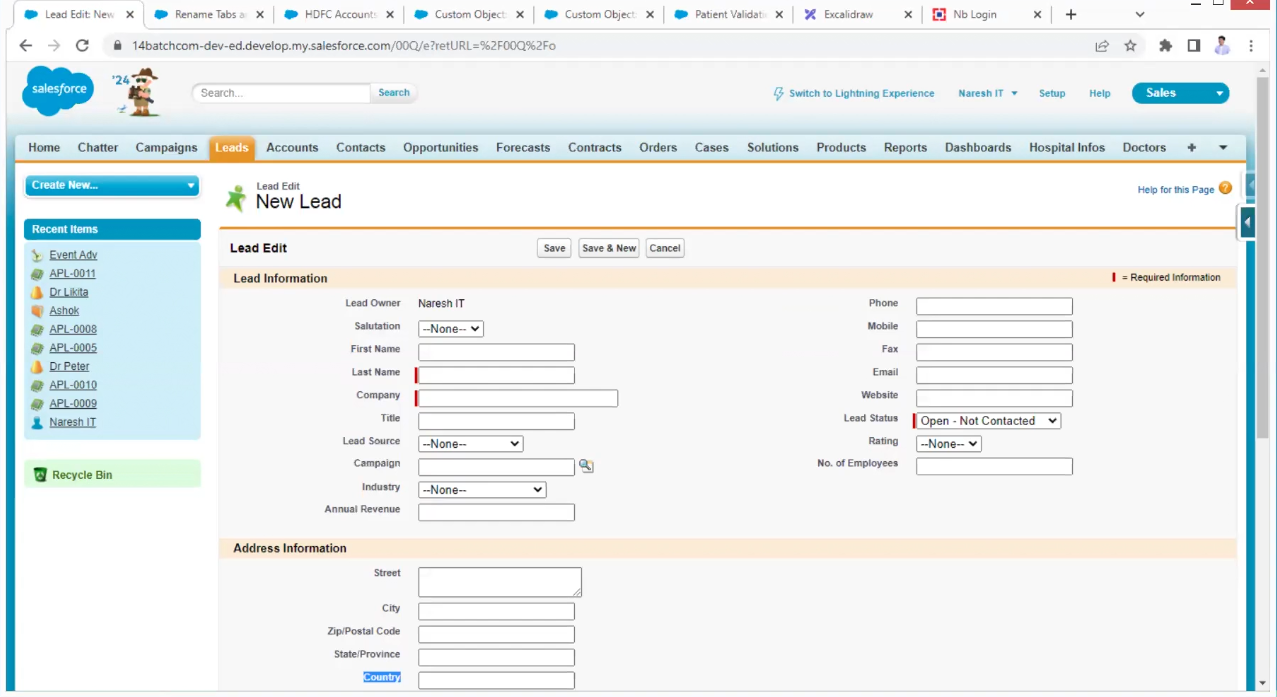 Lead Edit: New
Rename Tabs a
HDFC Accounts
Custom Object
Custom Object
Patient Validati
Excalidraw
Nb Login
14batchcom-dev-ed.develop.my.salesforce.com/00Q/e?retURL=%2F00Q%2Fo
salesforce
'24
Search...
Search
Switch to Lightning Experience
Naresh IT
Setup
Help
Sales
Home
Chatter
Campaigns
Leads
Accounts
Contacts
Opportunities
Forecasts
Contracts
Orders
Cases
Solutions
Products
Reports
Dashboards
Hospital Infos
Doctors
+
Create New...
Recent Items
Event Adv
APL-0011
Dr Likita
Ashok
APL-0008
APL-0005
Dr Peter
APL-0010
APL-0009
Naresh IT
Recycle Bin
Lead Edit
New Lead
Help for this Page ?
Lead Edit
Save
Save & New
Cancel
Lead Information
= Required Information
Lead Owner Naresh IT
Salutation --None--
First Name
Last Name
Company
Title
Lead Source --None--
Campaign
Industry --None--
Annual Revenue
Phone
Mobile
Fax
Email
Website
Lead Status Open - Not Contacted
Rating --None--
No. of Employees
Address Information
Street
City
Zip/Postal Code
State/Province
Country